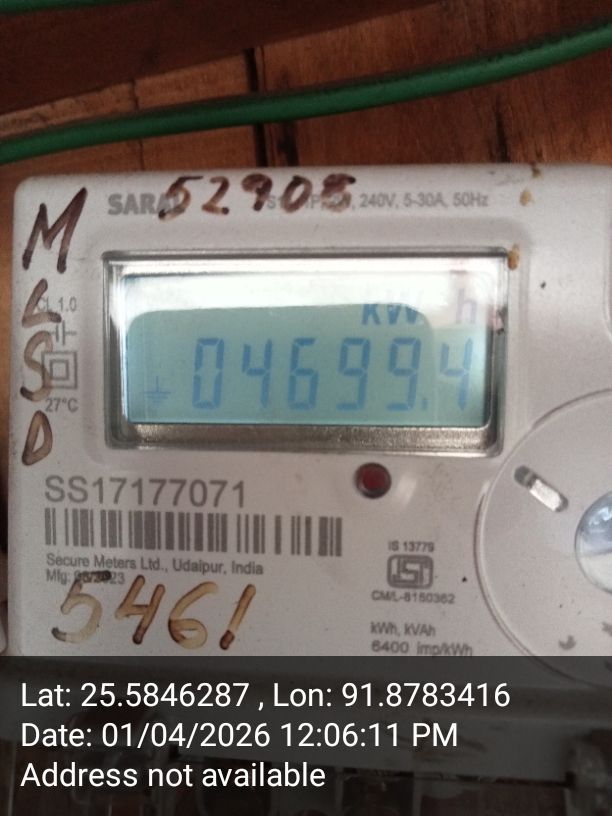 M L S D
52908
SARAL
240V, 5-30A, 50Hz
CL 1.0
27°C
kWh
04699.4
SS17177071
Secure Meters Ltd., Udaipur, India
Mfg:
5461
IS 13779
CM/L-8150362
kWh, kVAh
6400 imp/kWh
Lat: 25.5846287 , Lon: 91.8783416
Date: 01/04/2026 12:06:11 PM
Address not available